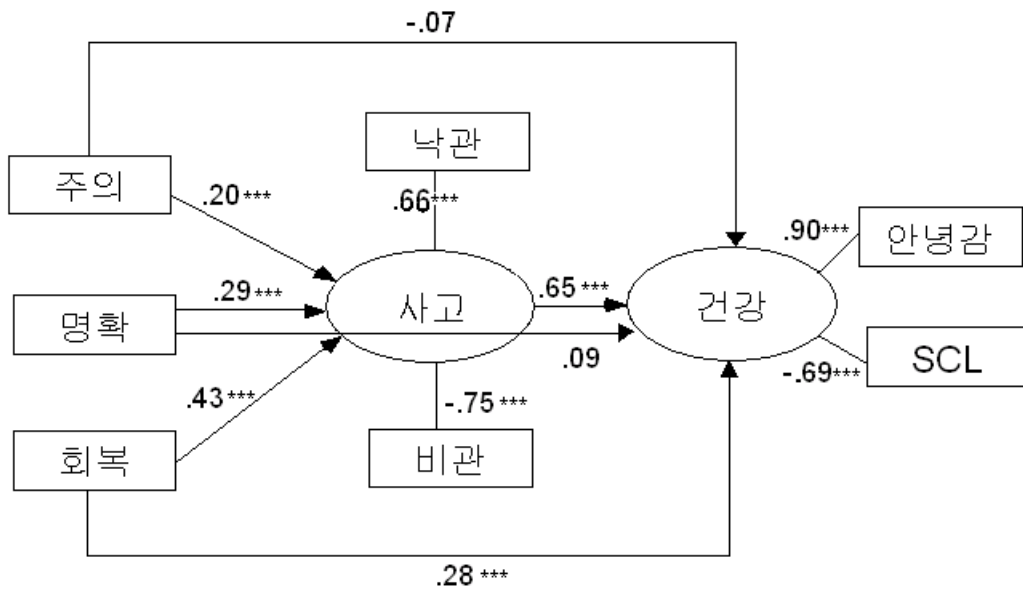 -.07
낙관
주의
.20***
.66***
.90***
안녕감
.29***
사고
.65***
건강
명확
.09
SCL
-.69***
.43***
-.75***
회복
비관
.28***